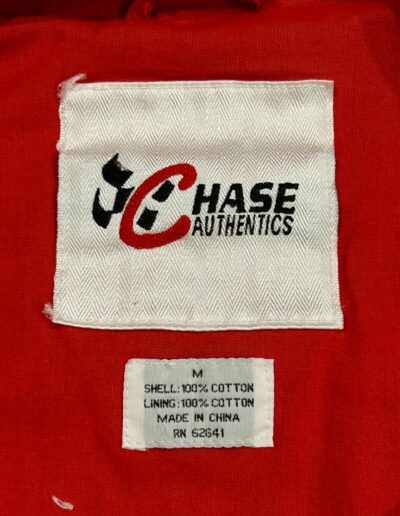 CHASE
AUTHENTICS
M
SHELL: 100% COTTON
LINING: 100% COTTON
MADE IN CHINA
RN 62641